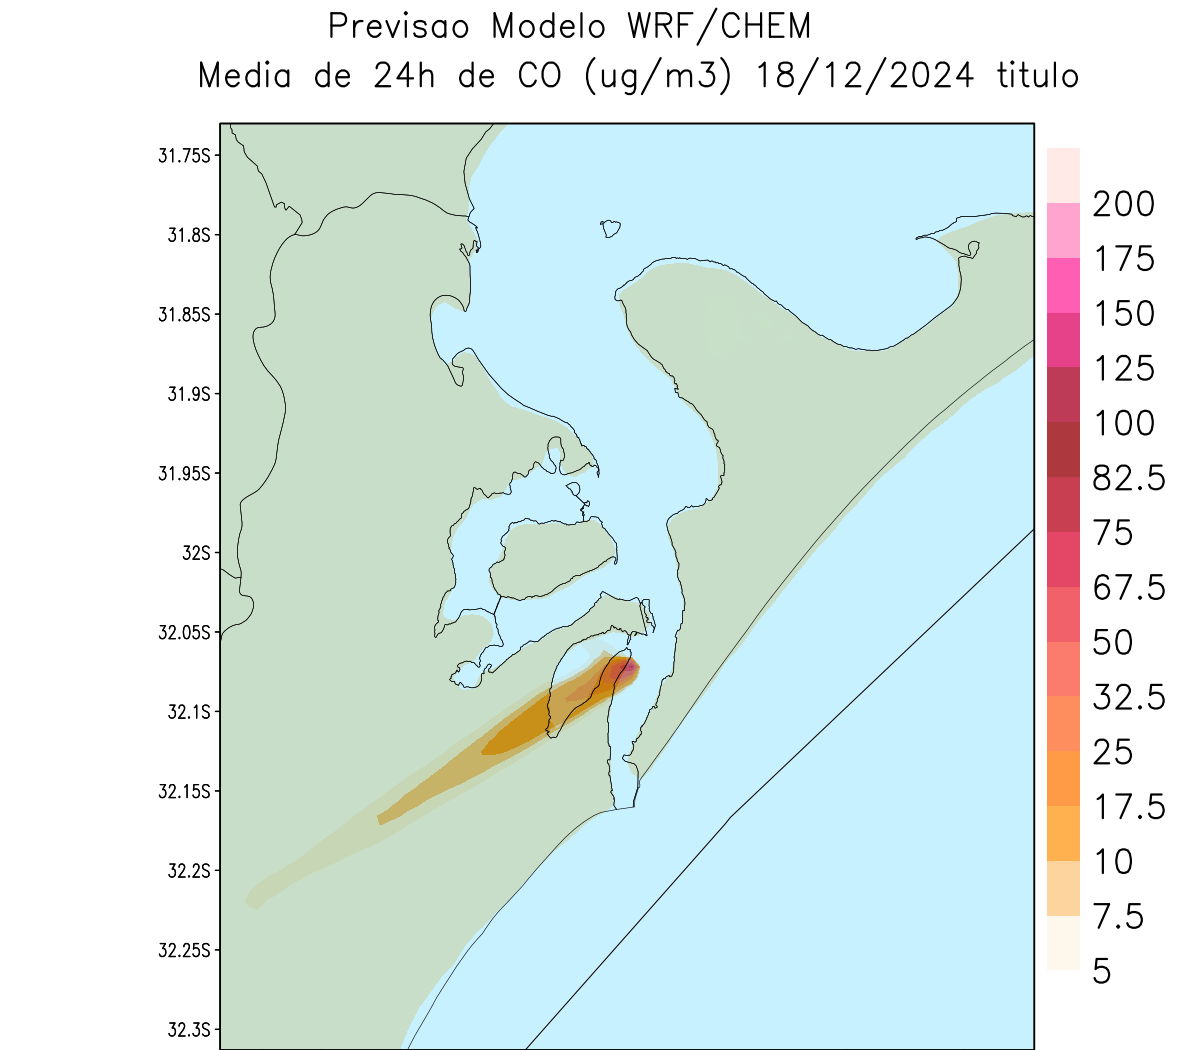 Previsao Modelo WRF/CHEM
Media de 24h de CO (ug/m3) 18/12/2024 titulo
31.75S
31.8S
31.85S
31.9S
31.95S
32S
32.05S
32.1S
32.15S
32.2S
32.25S
32.3S
200
175
150
125
100
82.5
75
67.5
50
32.5
25
17.5
10
7.5
5